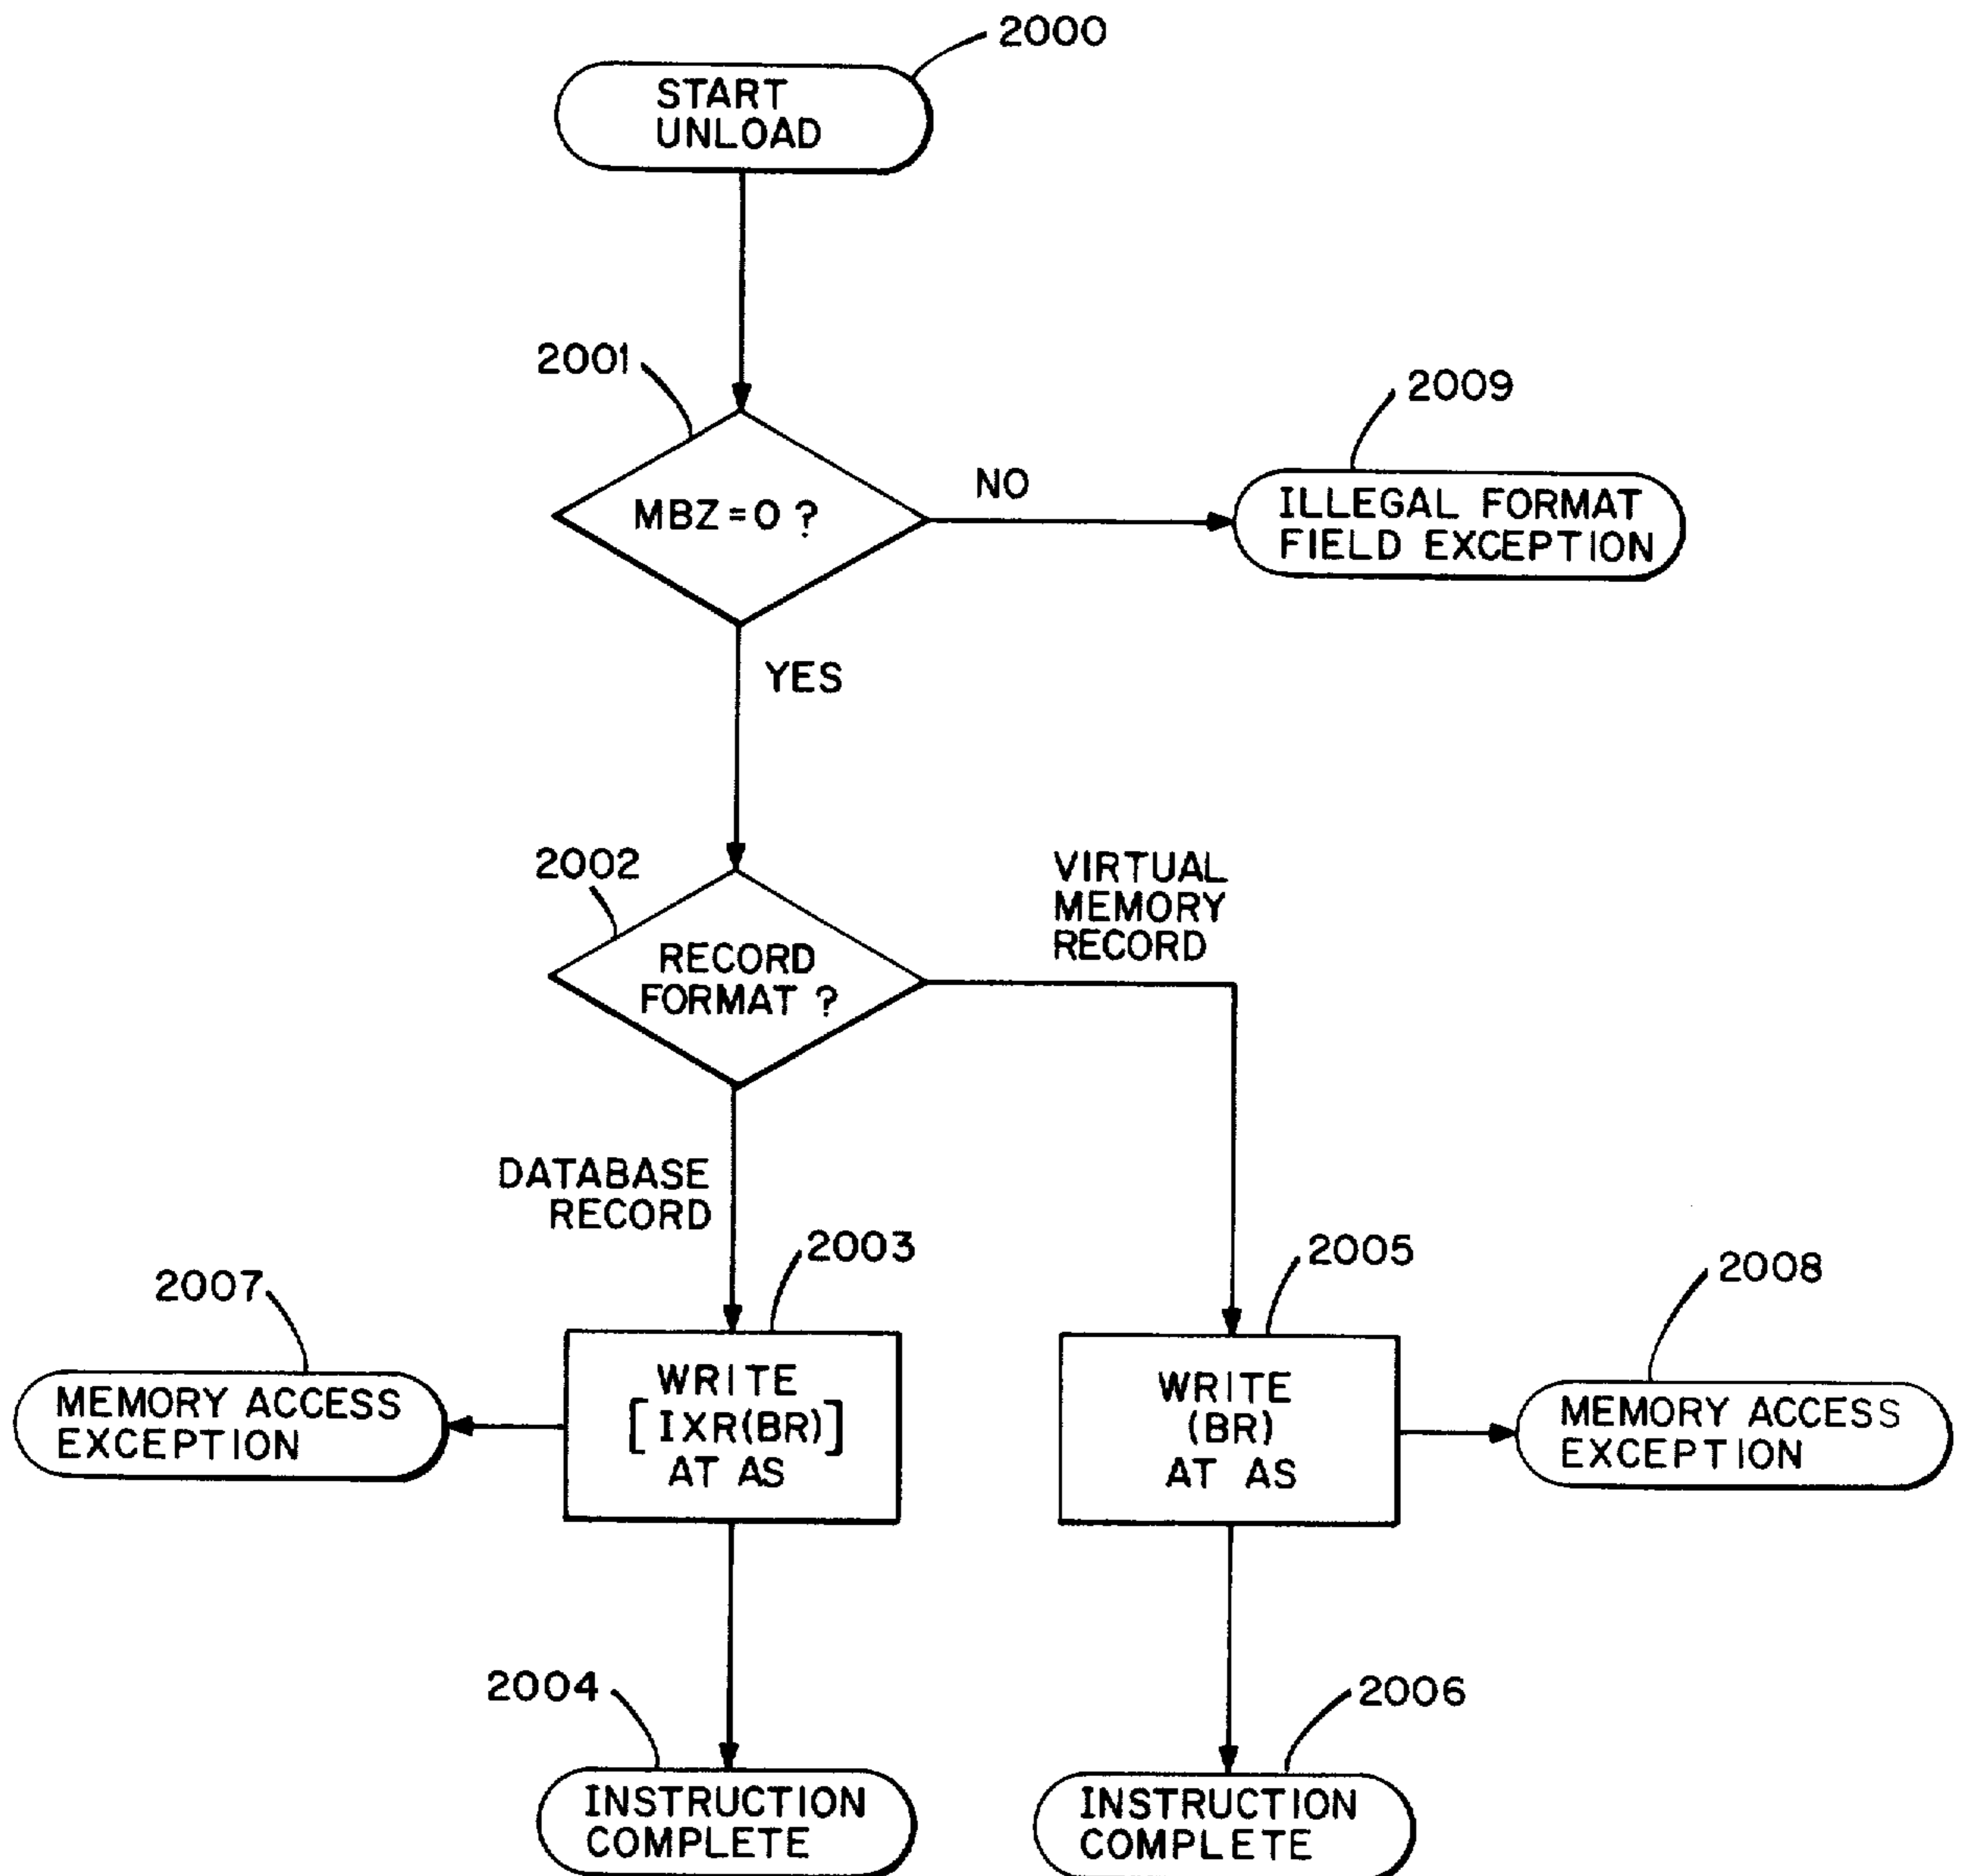 2000
START
UNLOAD
2001
2009
MBZ=0 ?
NO
ILLEGAL FORMAT
FIELD EXCEPTION
YES
2002
VIRTUAL
MEMORY
RECORD
RECORD
FORMAT ?
DATABASE
RECORD
2003
2005
2007
2008
MEMORY ACCESS
EXCEPTION
WRITE
[IXR(BR)]
AT AS
WRITE
(BR)
AT AS
MEMORY ACCESS
EXCEPTION
2004
2006
INSTRUCTION
COMPLETE
INSTRUCTION
COMPLETE